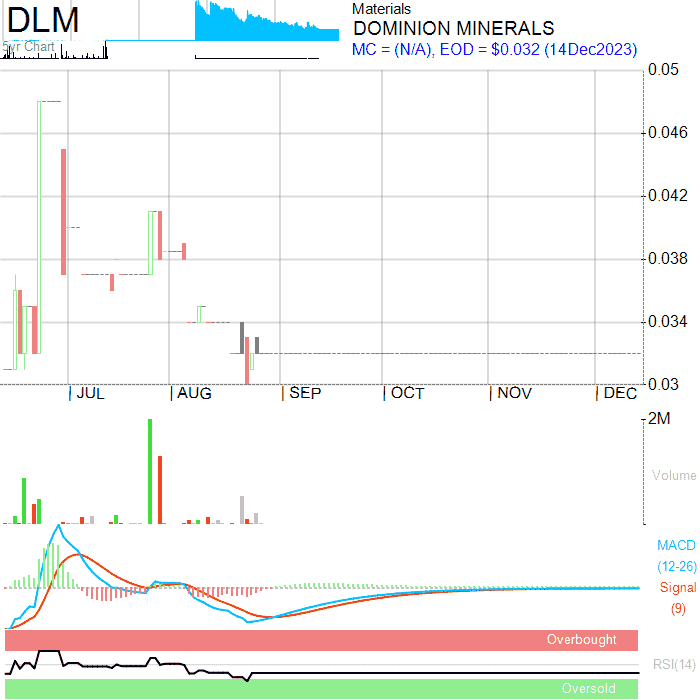 DLM
5yr Chart
Materials
DOMINION MINERALS
MC = (N/A), EOD = $0.032 (14Dec2023)
0.05
0.046
0.042
0.038
0.034
0.03
JUL AUG SEP OCT NOV DEC
2M
Volume
MACD
(12-26)
Signal
(9)
Overbought
RSI(14)
Oversold